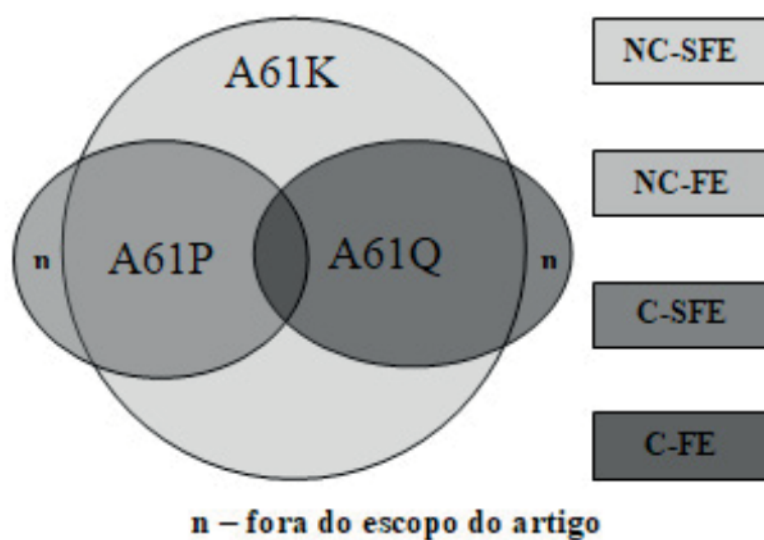 A61K
n
A61P
A61Q
n
NC-SFE
NC-FE
C-SFE
C-FE
n – fora do escopo do artigo